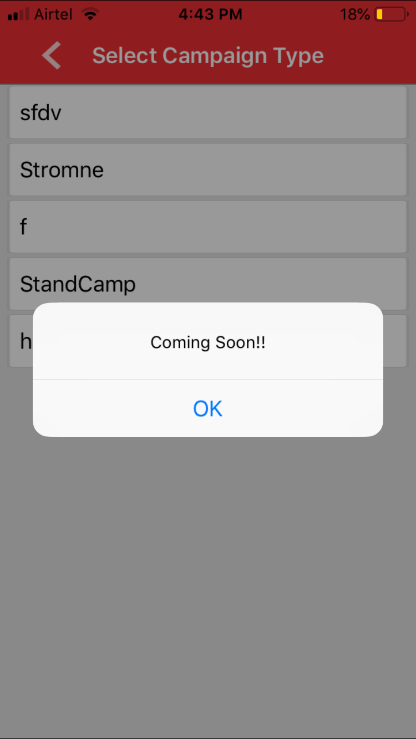 Airtel 4:43 PM 18%
Select Campaign Type
sfdv
Stromne
f
StandCamp
h
Coming Soon!!
OK